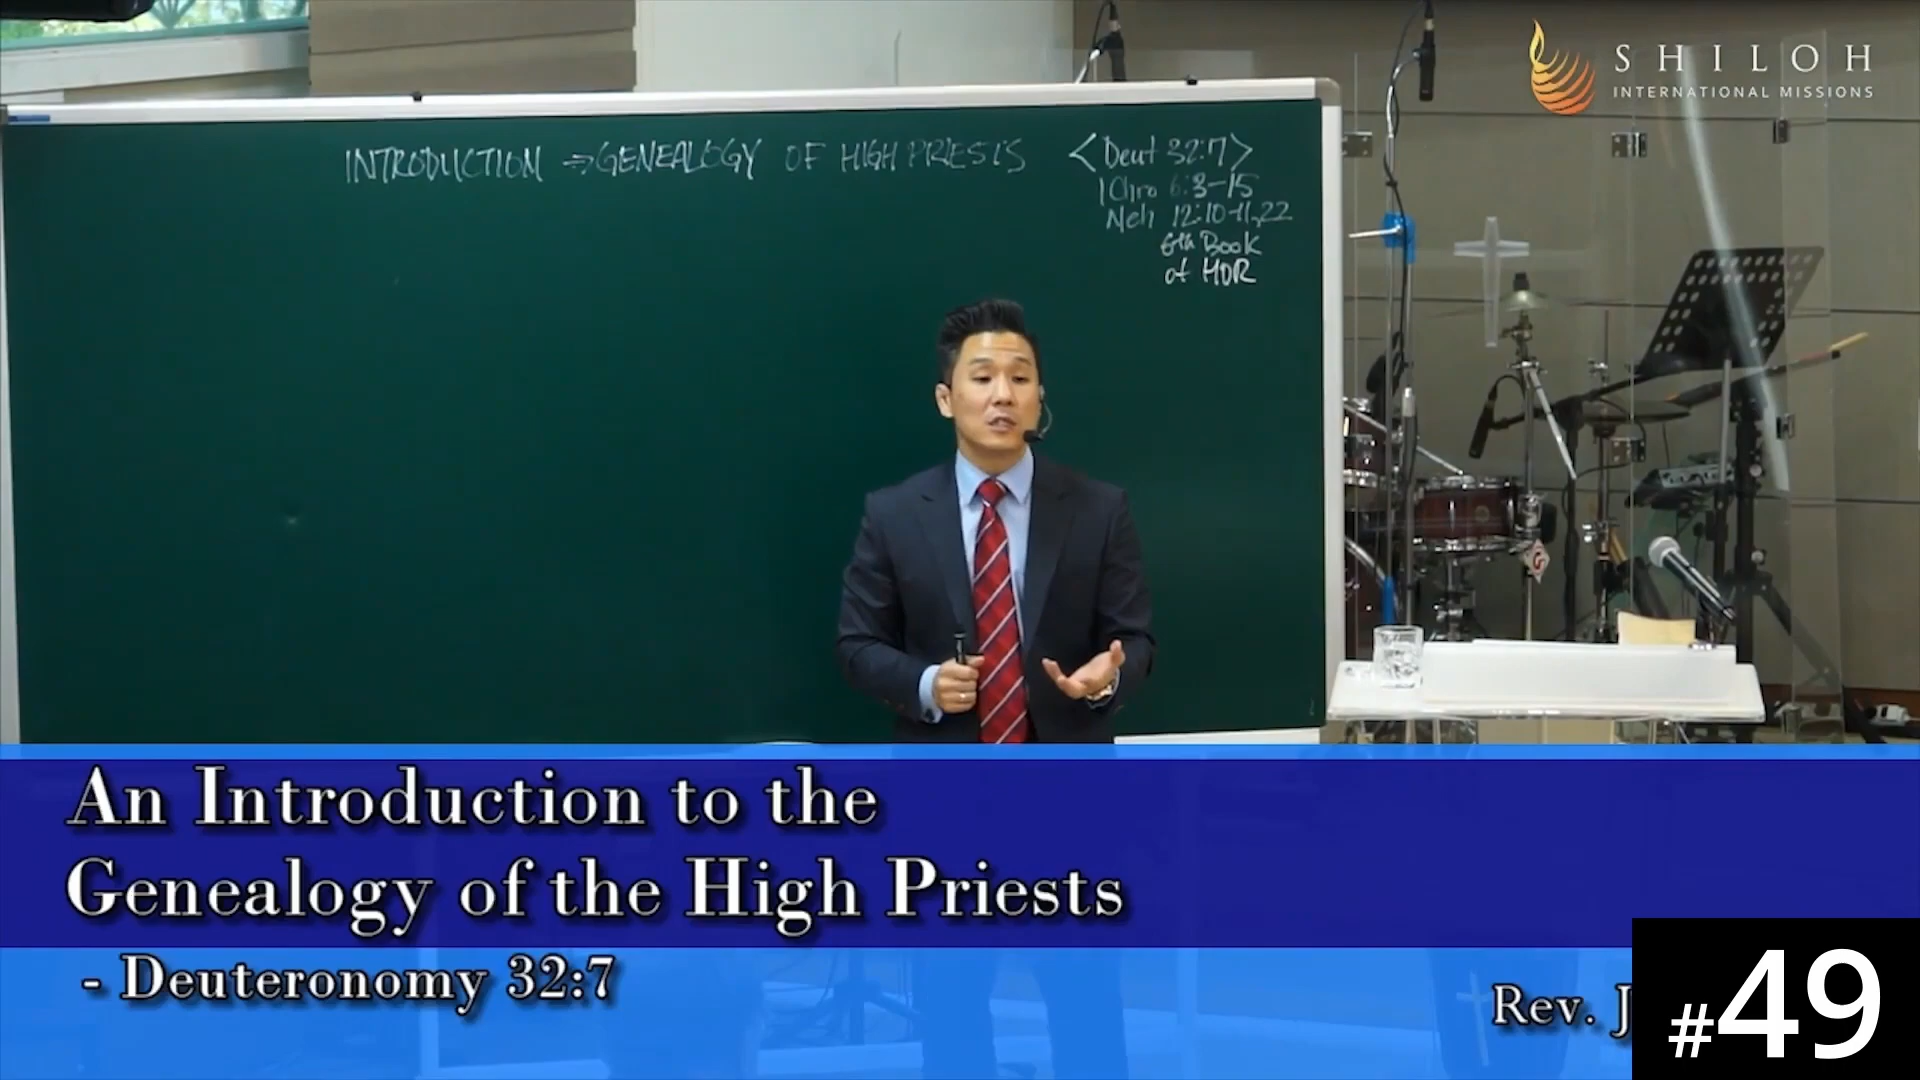 SHILOH
INTERNATIONAL MISSIONS
INTRODUCTION ⇒ GENEALOGY OF HIGH PRIESTS <Deut 32:7>
1Chro 6:3-15
Neh 12:10-11,22
6th Book
of HOR
An Introduction to the
Genealogy of the High Priests
- Deuteronomy 32:7
Rev. J
#49